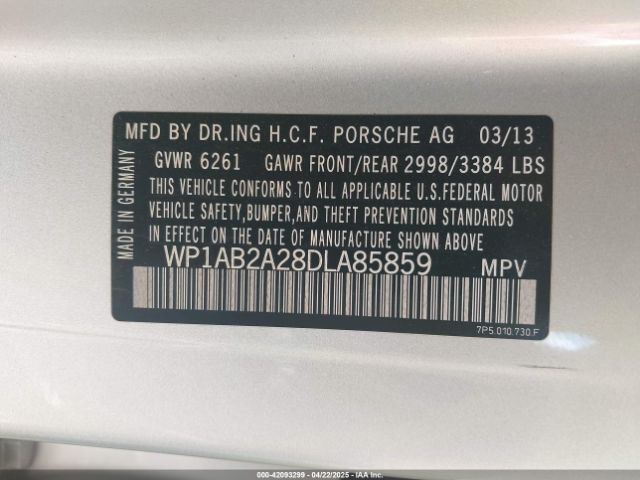 MFD BY DR.ING H.C.F. PORSCHE AG 03/13
GVWR 6261 GAWR FRONT/REAR 2998/3384 LBS
THIS VEHICLE CONFORMS TO ALL APPLICABLE U.S.FEDERAL MOTOR
VEHICLE SAFETY,BUMPER,AND THEFT PREVENTION STANDARDS
IN EFFECT ON THE DATE OF MANUFACTURING SHOWN ABOVE
MADE IN GERMANY
WP1AB2A28DLA85859 MPV
7P5.010.730.F
000-42093299 - 04/22/2025 - IAA Inc.